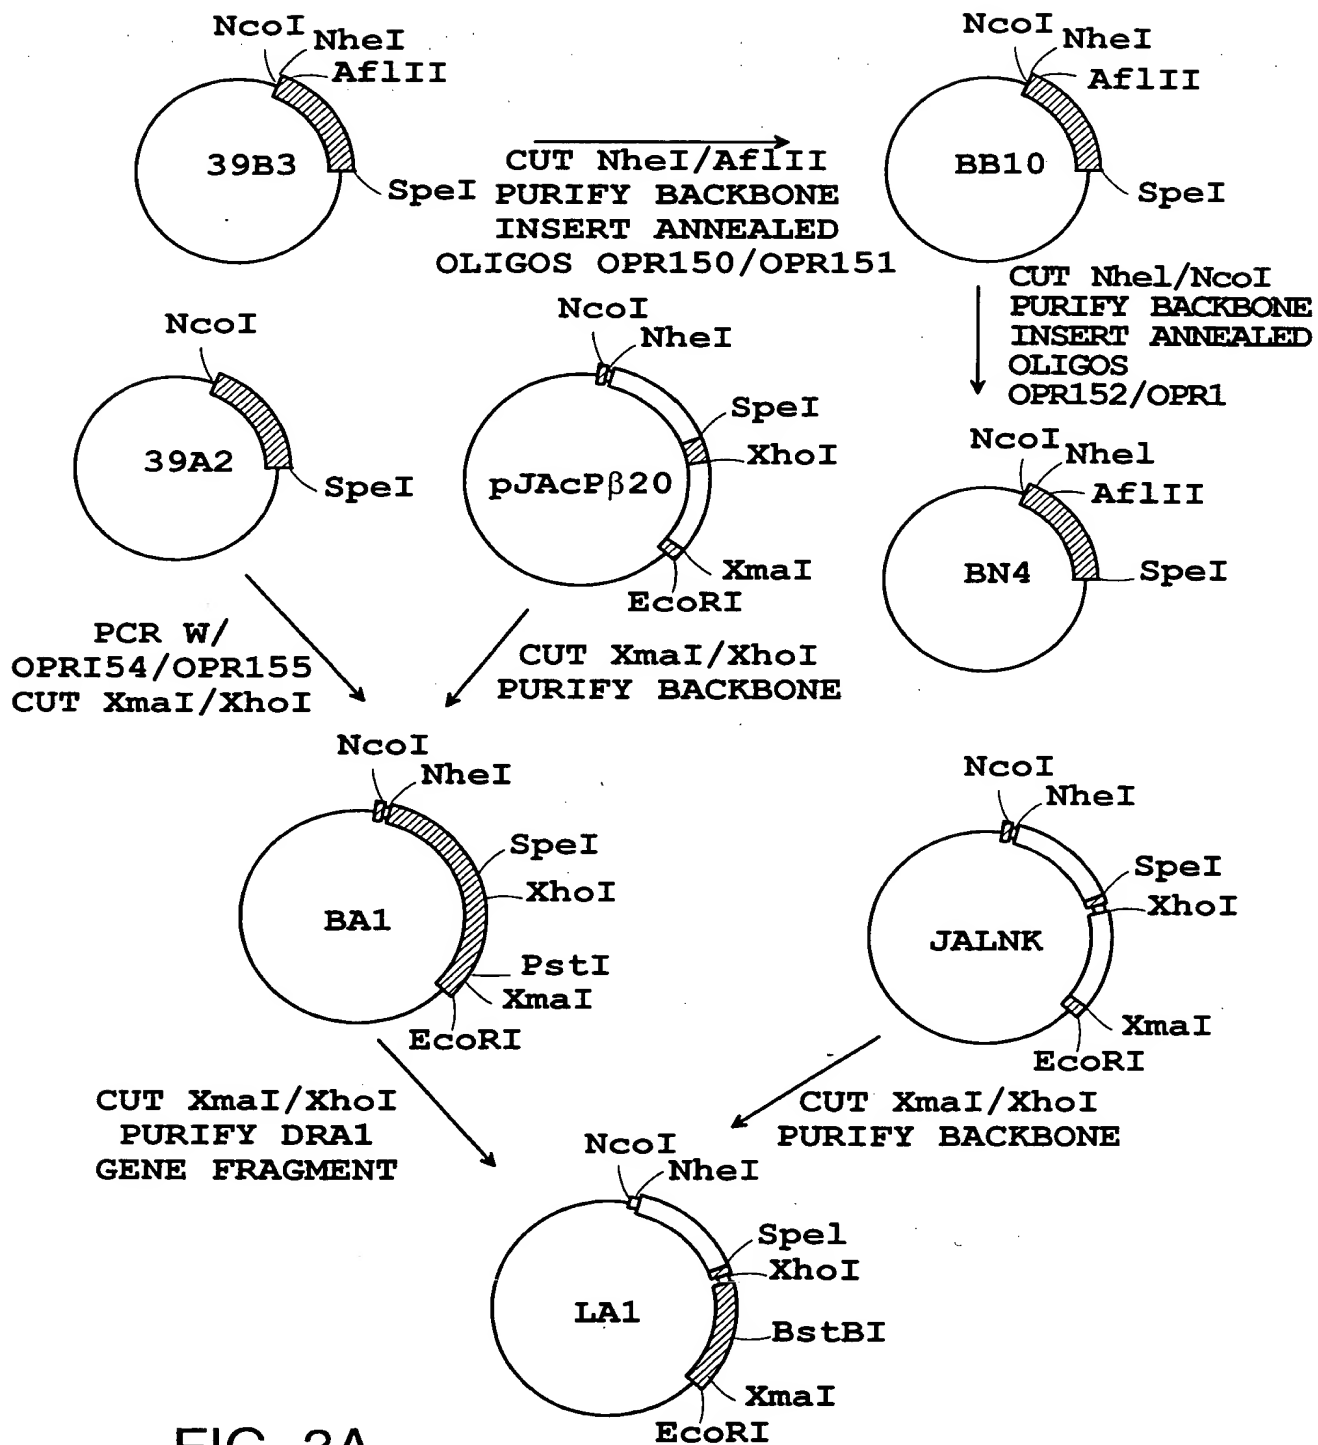 NcoI
NheI
AflII
39B3
SpeI
CUT NheI/AflII
PURIFY BACKBONE
INSERT ANNEALED
OLIGOS OPR150/OPR151
NcoI
NheI
AflII
BB10
SpeI
CUT Nhel/NcoI
PURIFY BACKBONE
INSERT ANNEALED
OLIGOS
OPR152/OPR1
NcoI
39A2
SpeI
NcoI
NheI
SpeI
XhoI
pJAcPβ20
XmaI
EcoRI
NcoI
Nhel
AflII
BN4
SpeI
PCR W/
OPRI54/OPR155
CUT XmaI/XhoI
CUT XmaI/XhoI
PURIFY BACKBONE
NcoI
NheI
SpeI
XhoI
BA1
PstI
XmaI
EcoRI
NcoI
NheI
SpeI
XhoI
JALNK
XmaI
EcoRI
CUT XmaI/XhoI
PURIFY DRA1
GENE FRAGMENT
CUT XmaI/XhoI
PURIFY BACKBONE
NcoI
NheI
Spel
XhoI
LA1
BstBI
XmaI
EcoRI